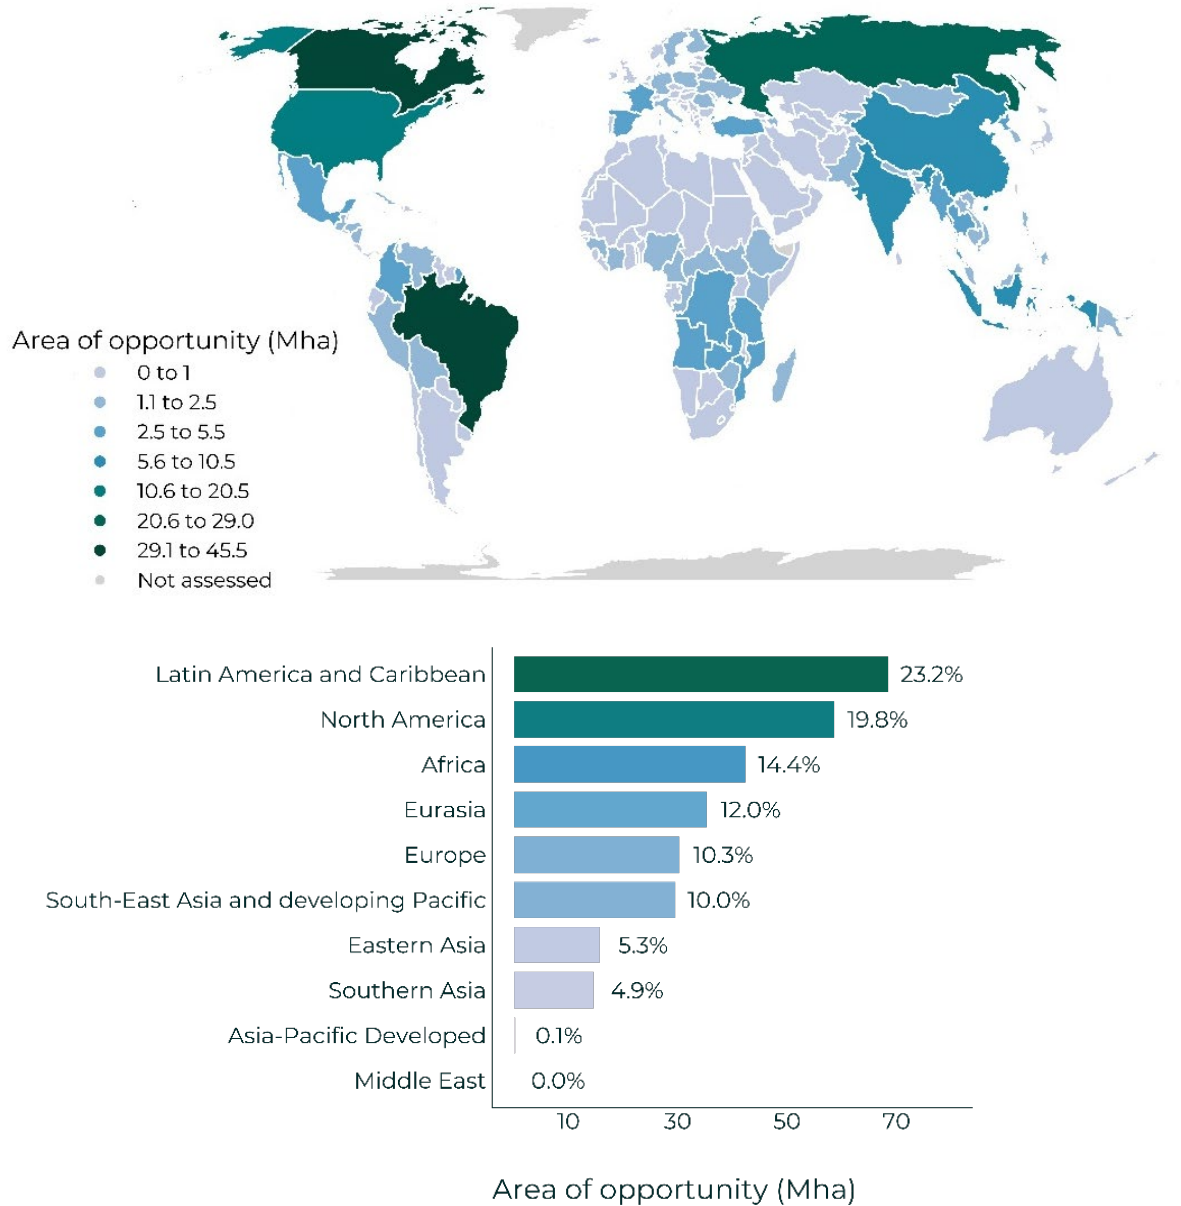 Area of opportunity (Mha)
0 to 1
1.1 to 2.5
2.5 to 5.5
5.6 to 10.5
10.6 to 20.5
20.6 to 29.0
29.1 to 45.5
Not assessed
Latin America and Caribbean 23.2%
North America 19.8%
Africa 14.4%
Eurasia 12.0%
Europe 10.3%
South-East Asia and developing Pacific 10.0%
Eastern Asia 5.3%
Southern Asia 4.9%
Asia-Pacific Developed 0.1%
Middle East 0.0%
10 30 50 70
Area of opportunity (Mha)